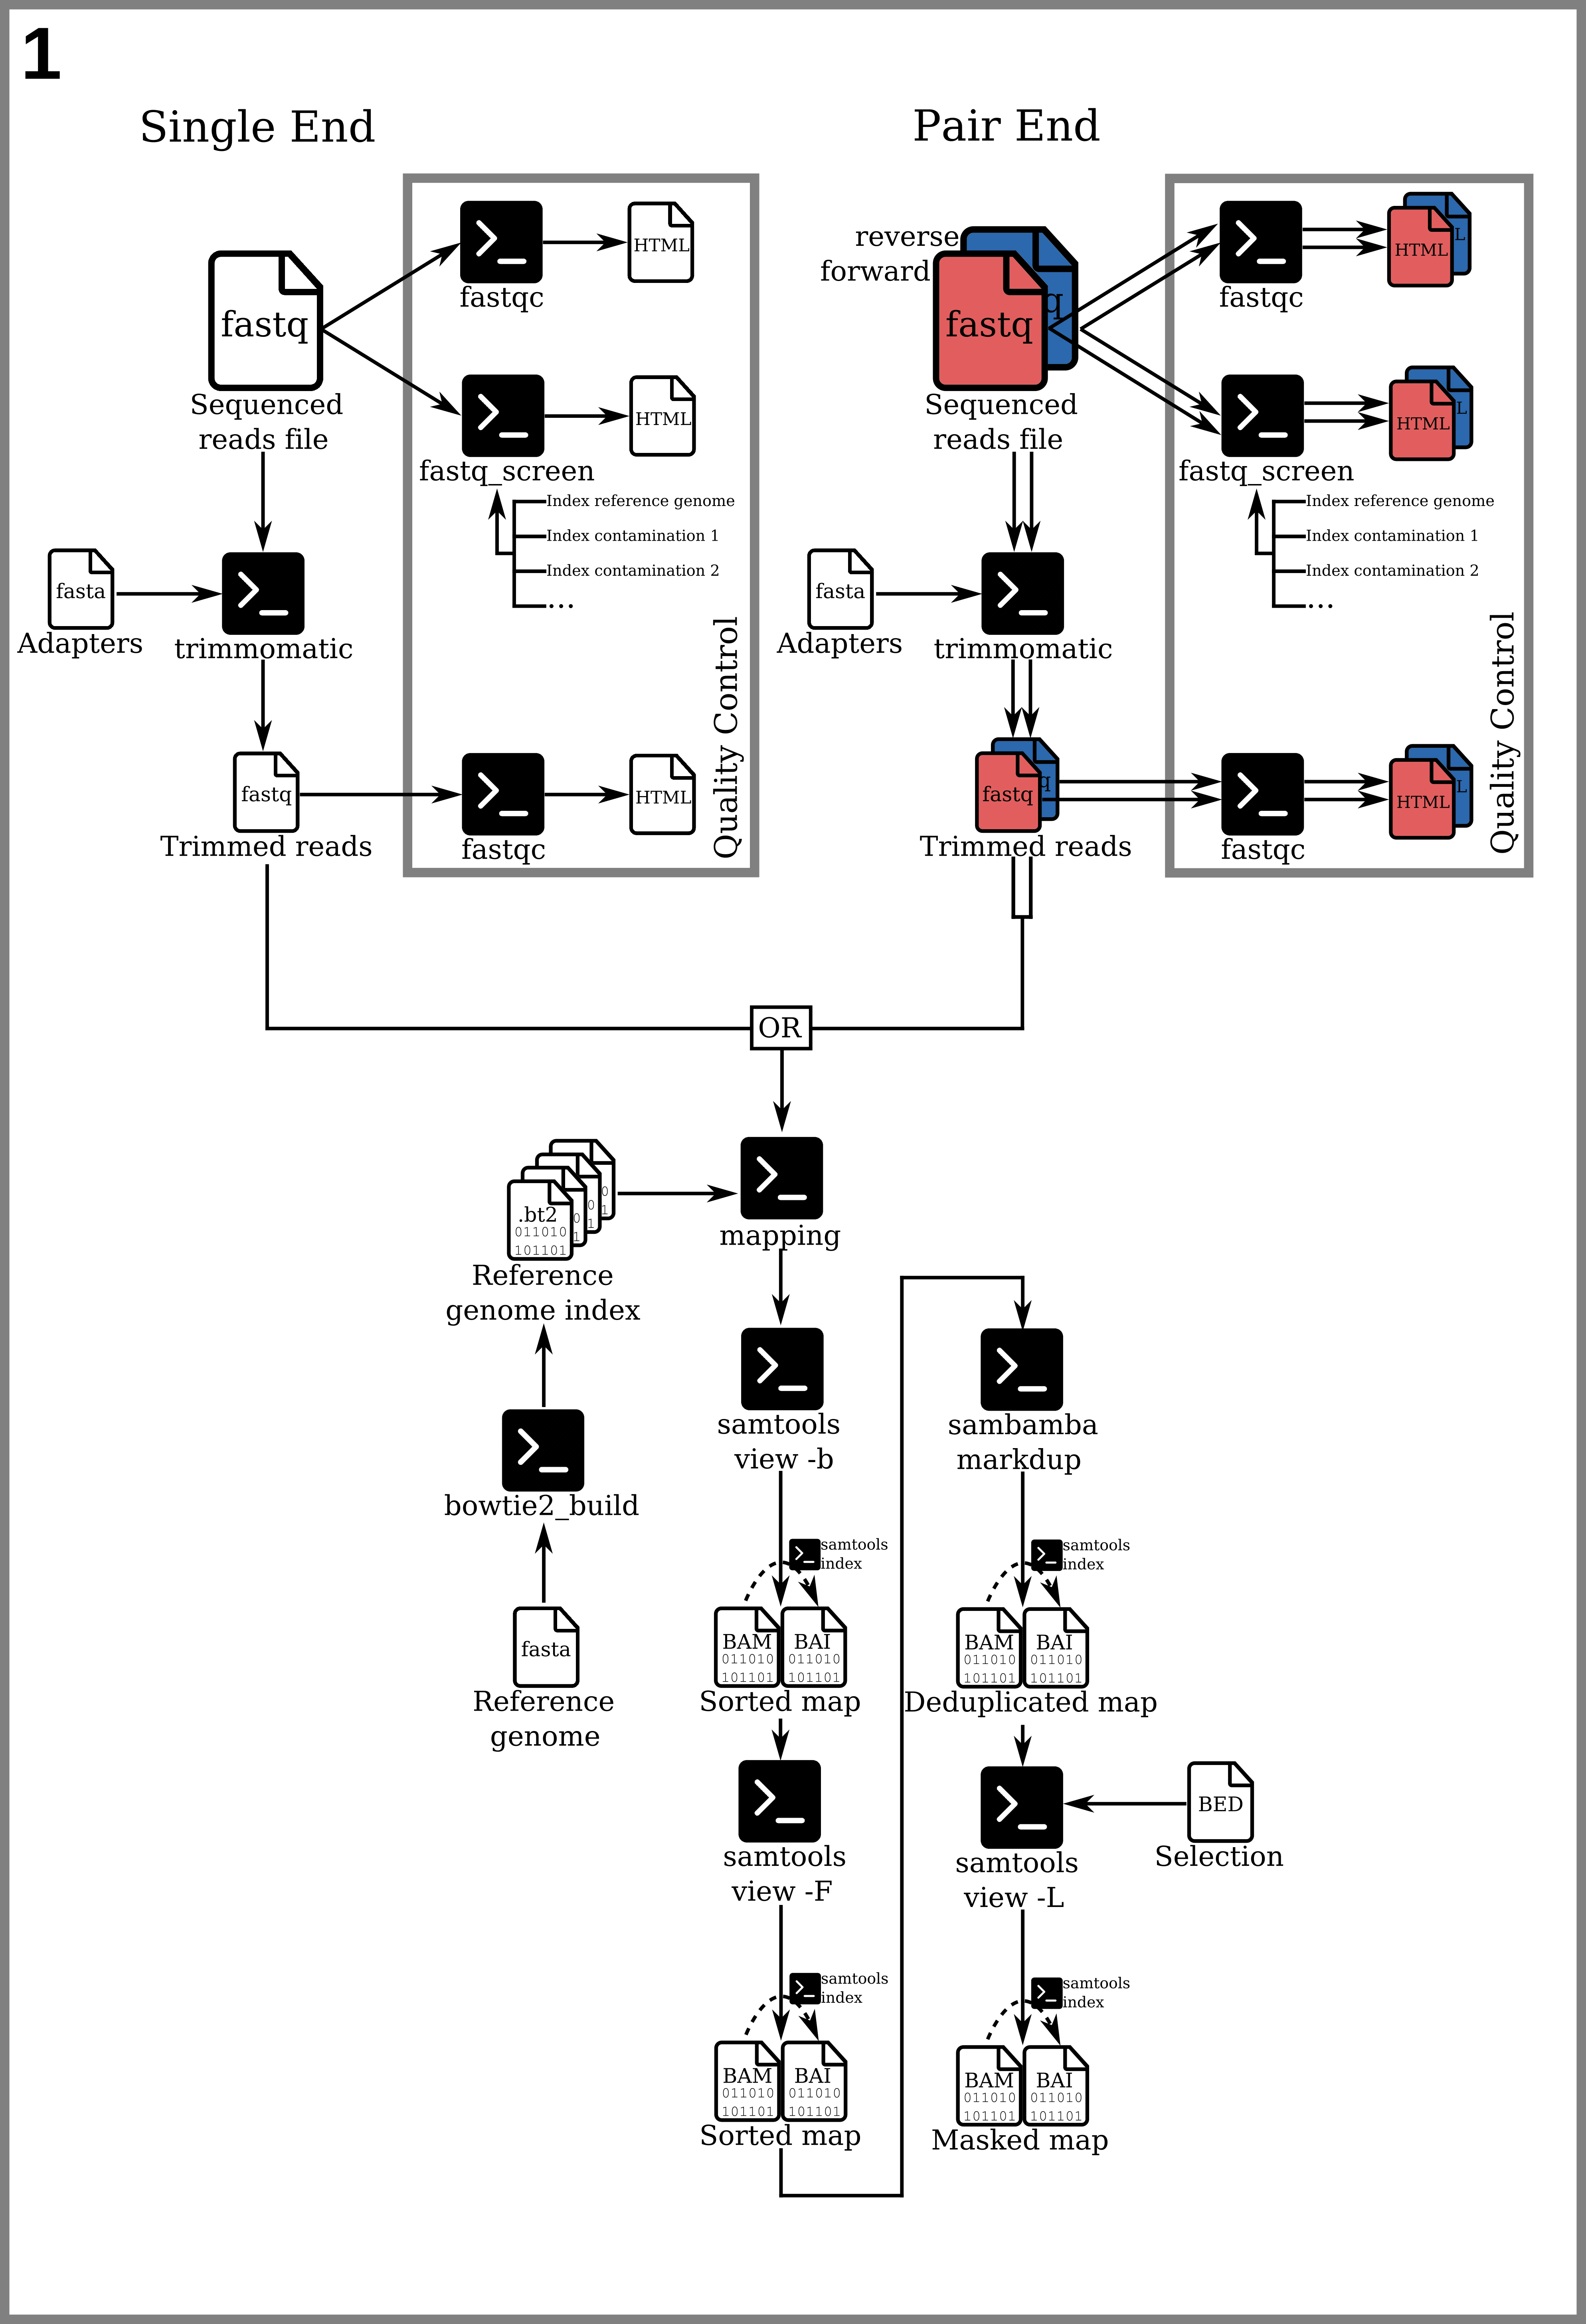 1
Single End
Pair End
fastq
Sequenced
reads file
fastqc
HTML
fastq_screen
HTML
Index reference genome
Index contamination 1
Index contamination 2
...
fasta
Adapters
trimmomatic
fastq
Trimmed reads
fastqc
HTML
Quality Control
reverse
forward
fastq
q
Sequenced
reads file
fastqc
HTML
L
fastq_screen
HTML
L
Index reference genome
Index contamination 1
Index contamination 2
...
fasta
Adapters
trimmomatic
fastq
q
Trimmed reads
fastqc
HTML
L
Quality Control
OR
mapping
.bt2
011010
101101
0
1
0
1
0
1
Reference
genome index
bowtie2_build
fasta
Reference
genome
samtools
view -b
samtools
index
BAM
011010
101101
BAI
011010
101101
Sorted map
samtools
view -F
samtools
index
BAM
011010
101101
BAI
011010
101101
Sorted map
sambamba
markdup
samtools
index
BAM
011010
101101
BAI
011010
101101
Deduplicated map
samtools
view -L
BED
Selection
samtools
index
BAM
011010
101101
BAI
011010
101101
Masked map